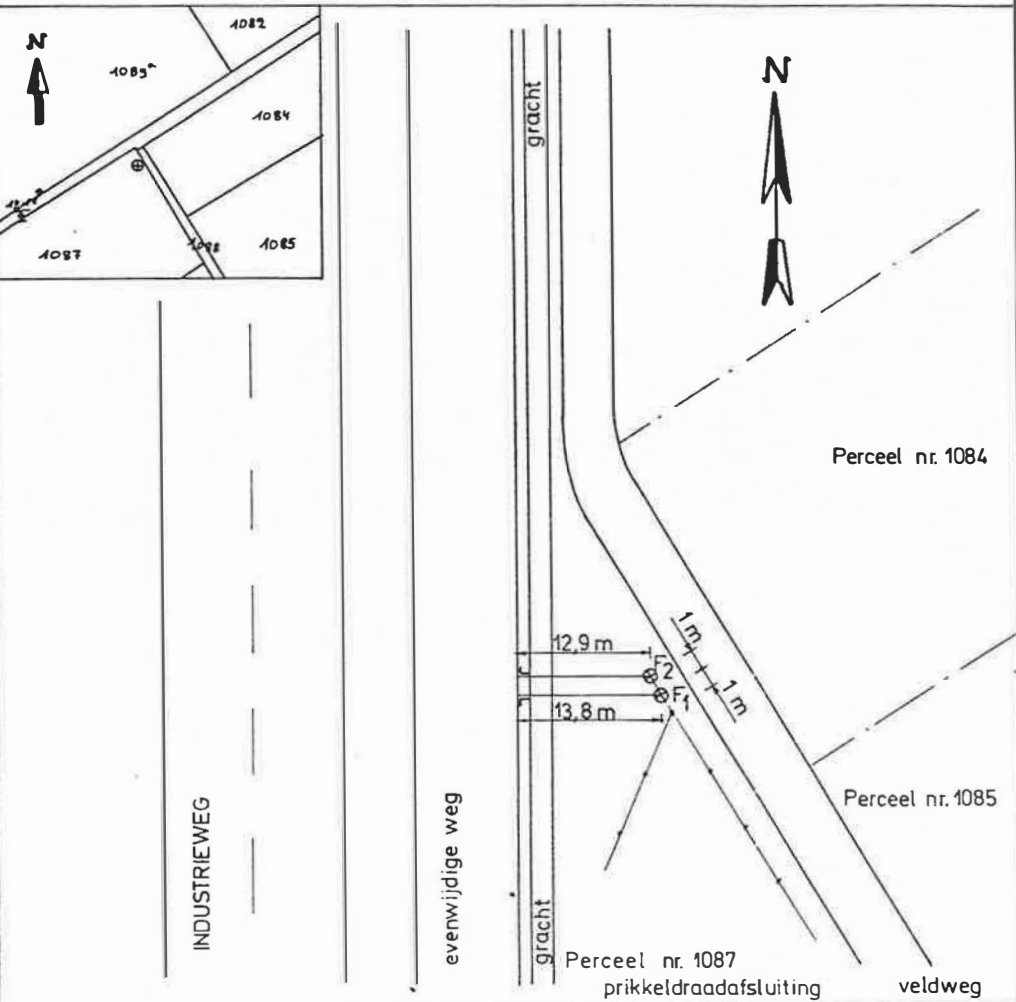 N
1082
1083ᵃ
1084
1087
1085
N
gracht
Perceel nr. 1084
1 m
12,9 m
F2
F1
1 m
13,8 m
Perceel nr. 1085
INDUSTRIEWEG
evenwijdige weg
gracht
Perceel nr. 1087
prikkeldraadafsluiting
veldweg